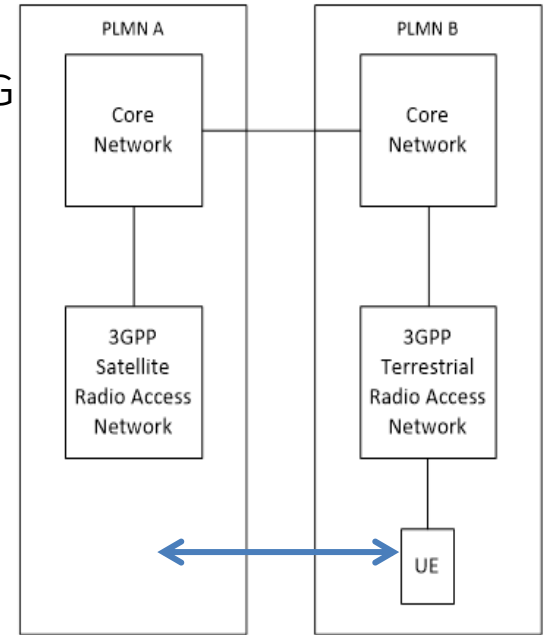 G
PLMN A
Core
Network
3GPP
Satellite
Radio Access
Network
PLMN B
Core
Network
3GPP
Terrestrial
Radio Access
Network
UE